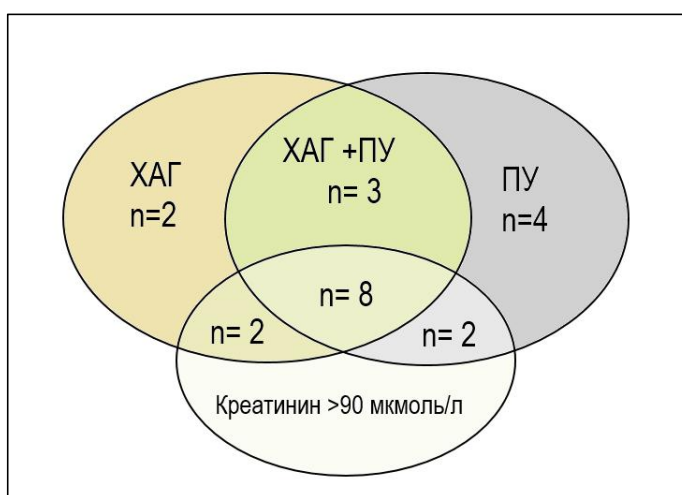 ХАГ
n=2
ХАГ +ПУ
n= 3
ПУ
n=4
n= 8
n= 2
n= 2
Креатинин >90 мкмоль/л